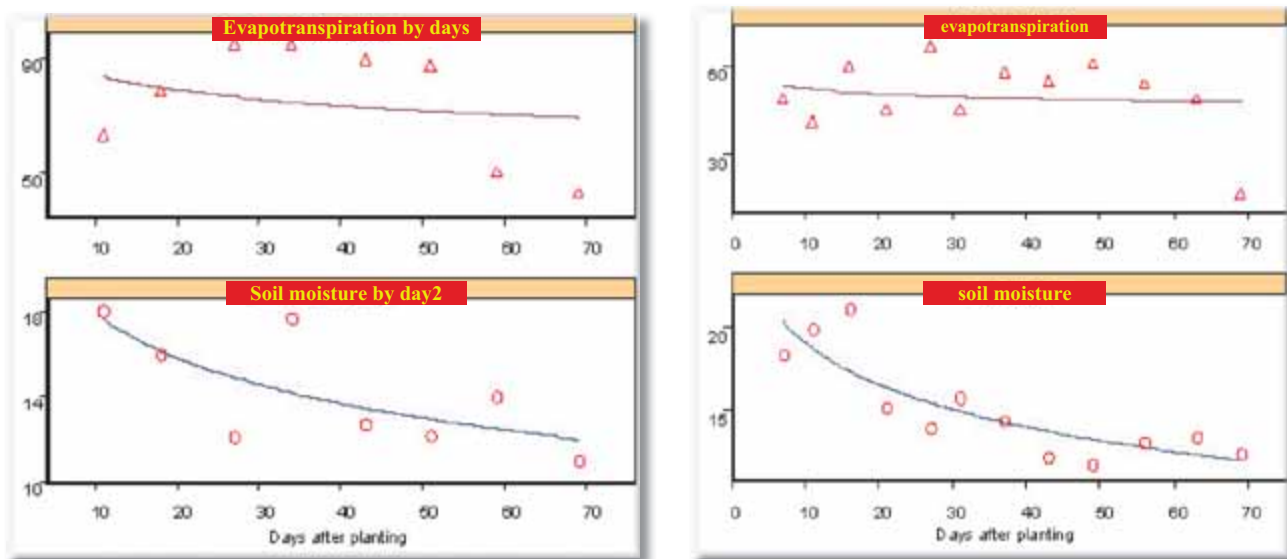 Evapotranspiration by days
90
50
10 20 30 40 50 60 70
Soil moisture by day2
18
14
10
10 20 30 40 50 60 70
Days after planting
evapotranspiration
60
30
0 10 20 30 40 50 60 70
soil moisture
20
15
0 10 20 30 40 50 60 70
Days after planting